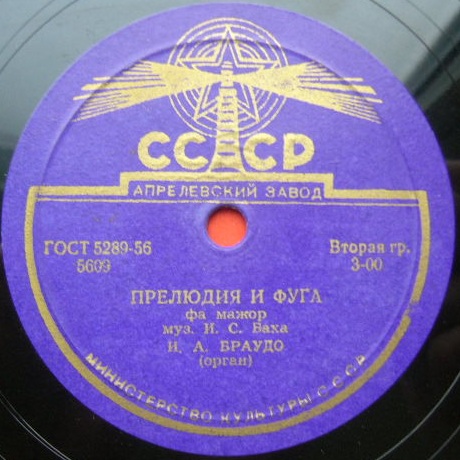 СССР
АПРЕЛЕВСКИЙ ЗАВОД
ГОСТ 5289-56
5609
Вторая гр.
3-00
ПРЕЛЮДИЯ И ФУГА
фа мажор
муз. И. С. Баха
И. А. БРАУДО
(орган)
МИНИСТЕРСТВО КУЛЬТУРЫ С.С.С.Р.